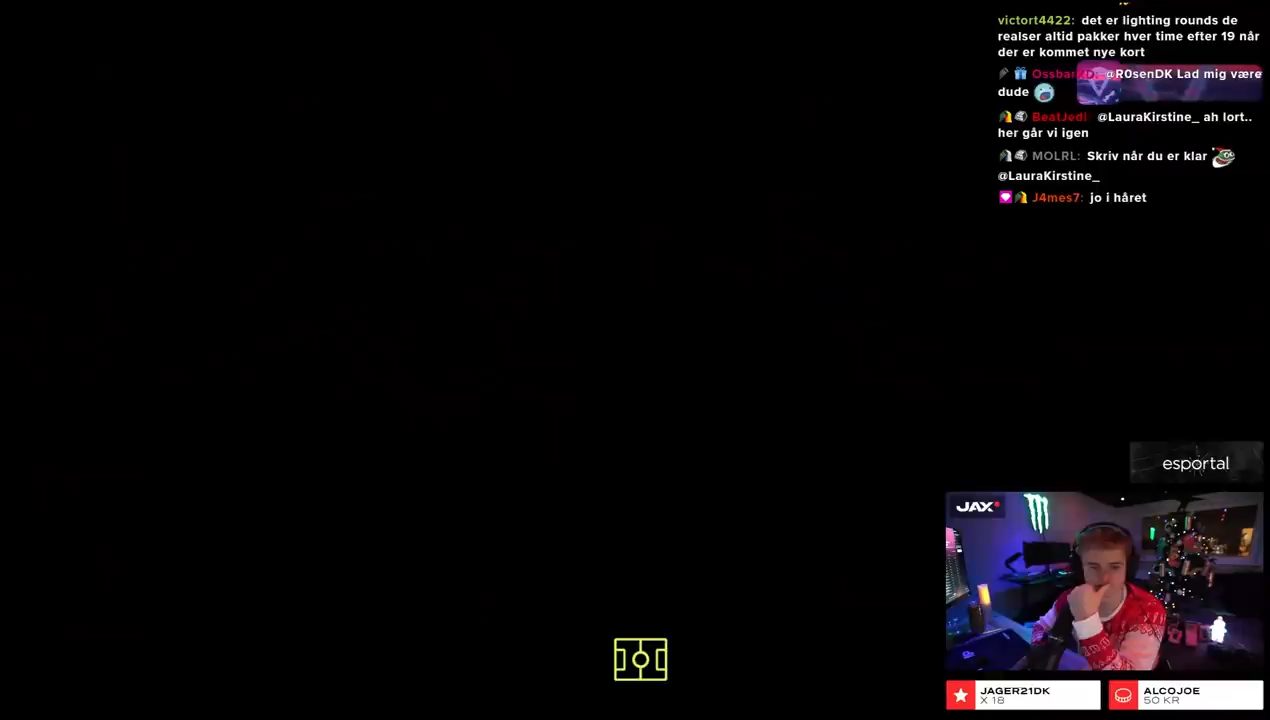 victort4422: det er lighting rounds de
realser altid pakker hver time efter 19 når
der er kommet nye kort
@R0senDK Lad mig være
dude
BeatJedi @LauraKirstine_ ah lort..
her går vi igen
MOLRL: Skriv når du er klar
@LauraKirstine_
J4mes7: jo i håret
esportal
JAX
JAGER21DK
X 18
ALCOJOE
50 KR